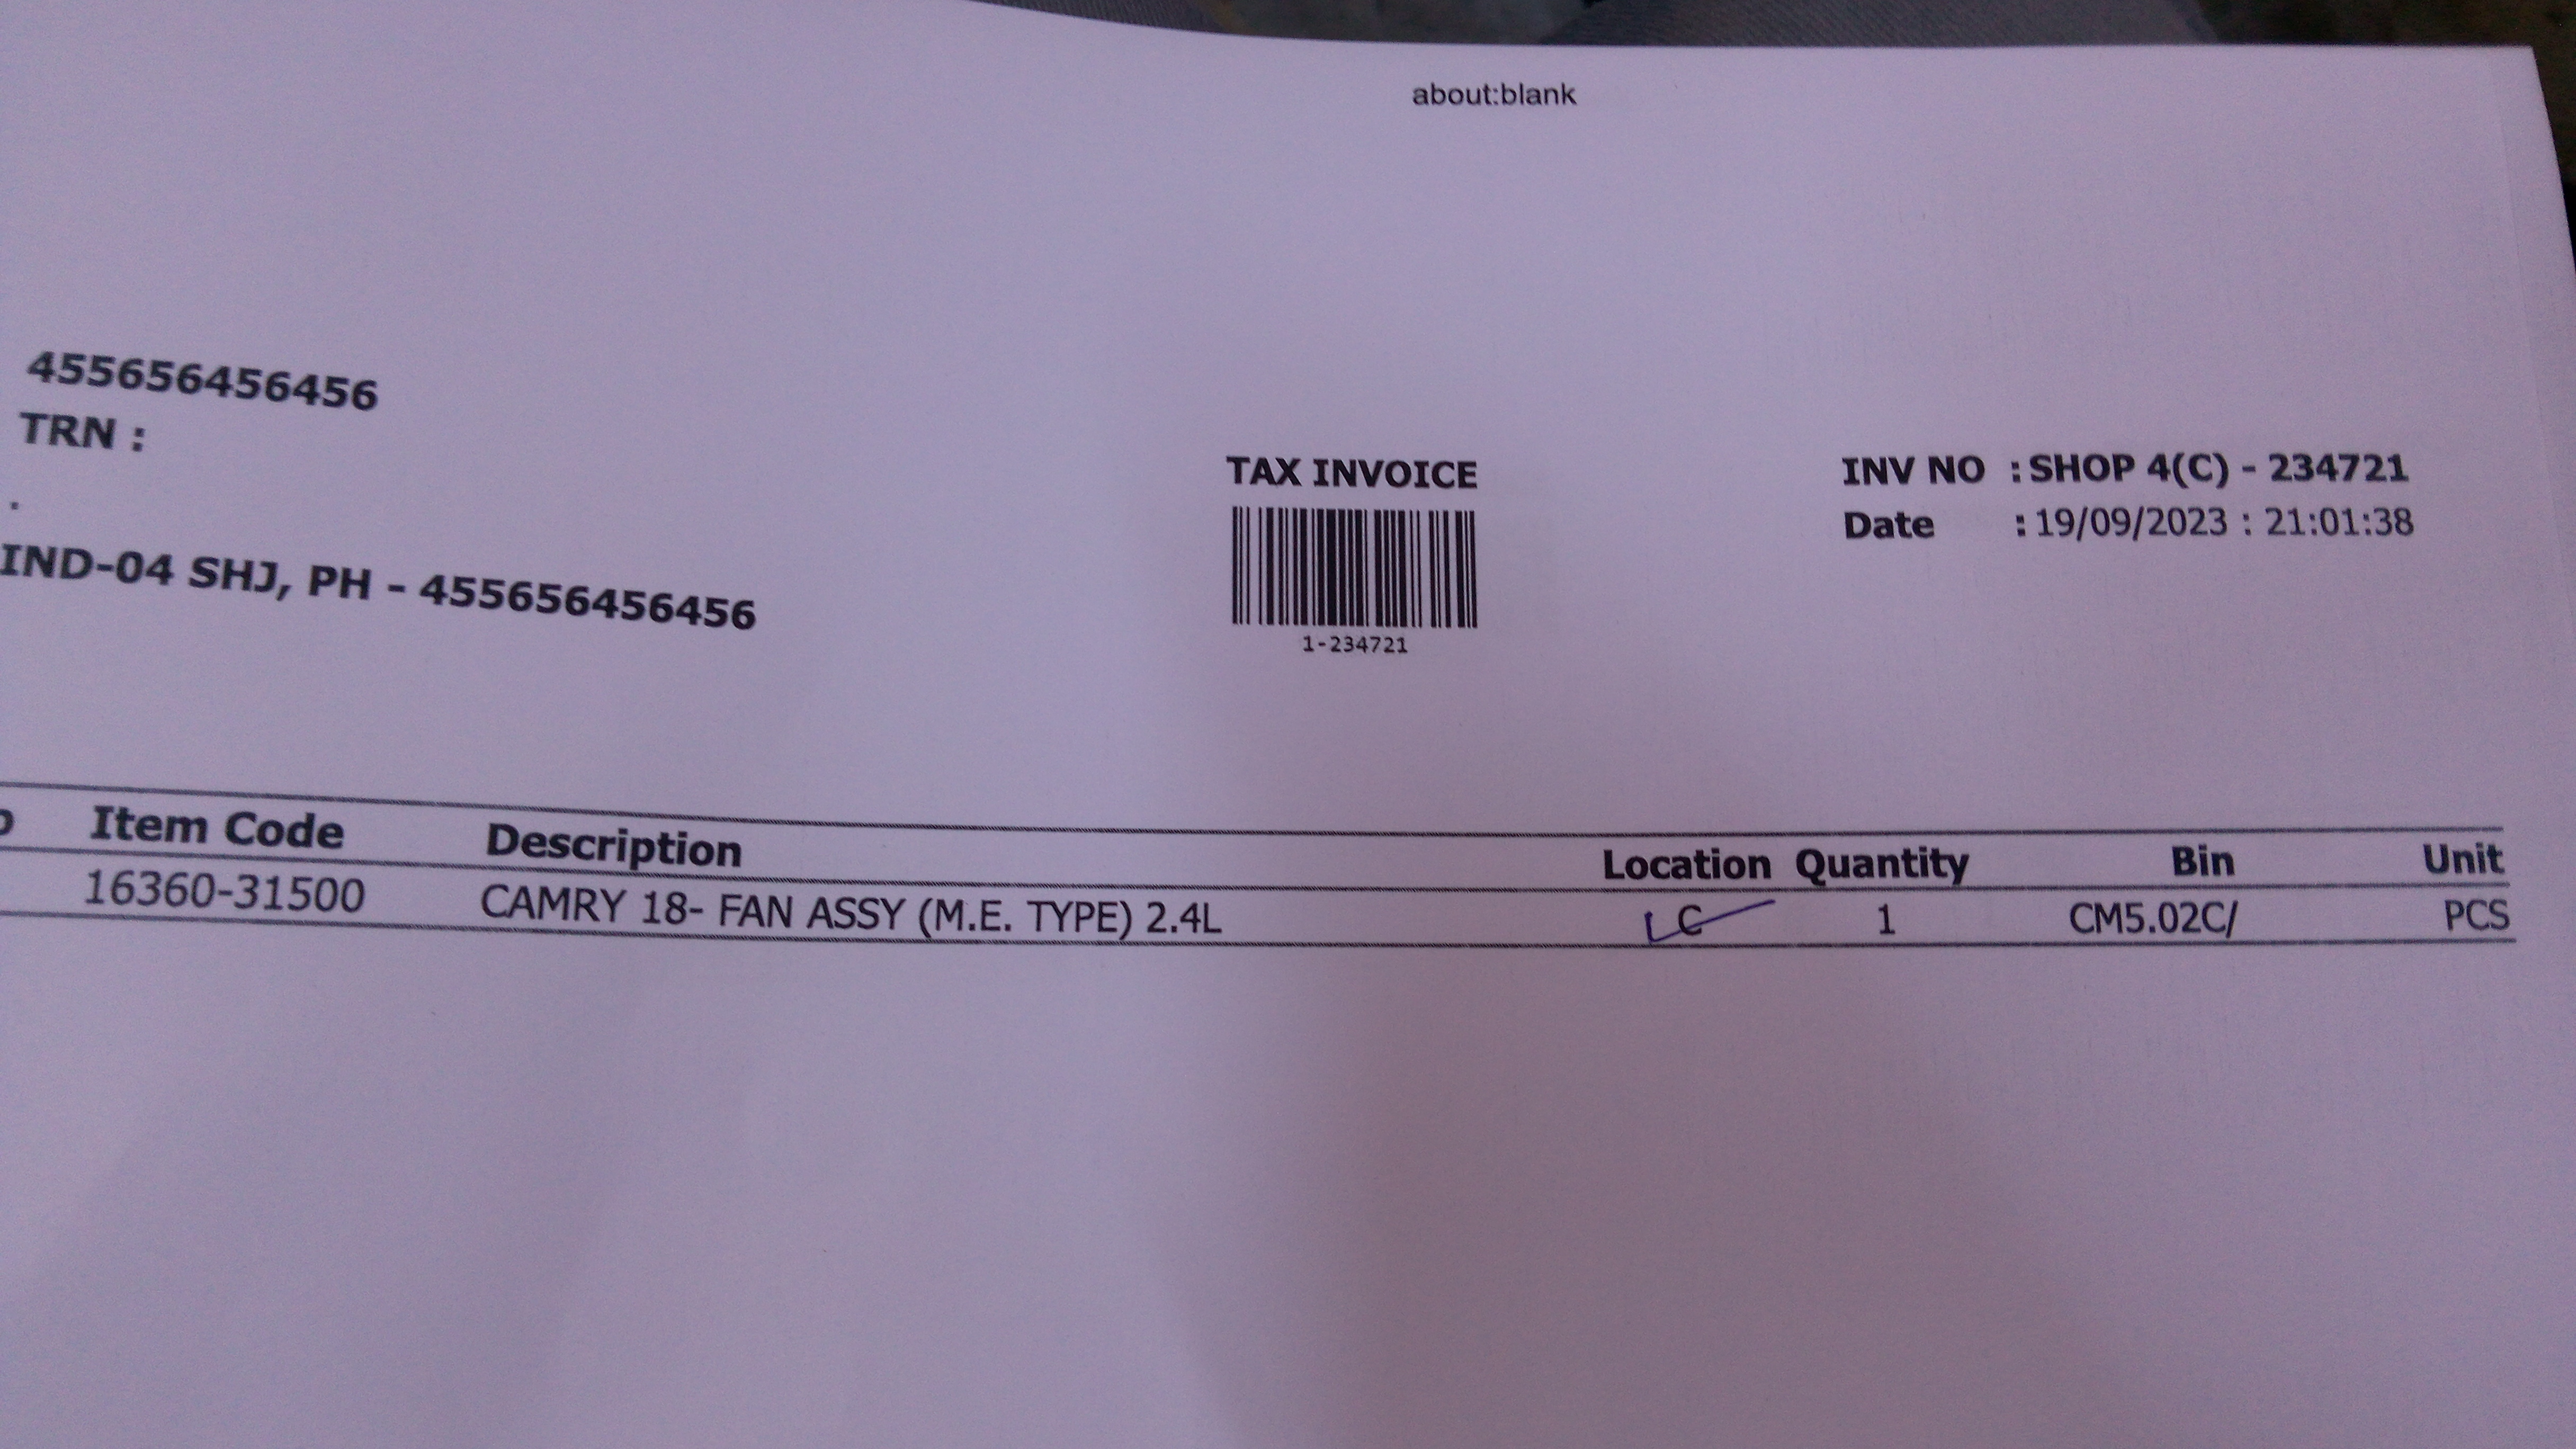 about:blank
455656456456
TRN :
.
IND-04 SHJ, PH - 455656456456
TAX INVOICE
1-234721
INV NO : SHOP 4(C) - 234721
Date : 19/09/2023 : 21:01:38
Item Code Description Location Quantity Bin Unit
16360-31500 CAMRY 18- FAN ASSY (M.E. TYPE) 2.4L C 1 CM5.02C/ PCS